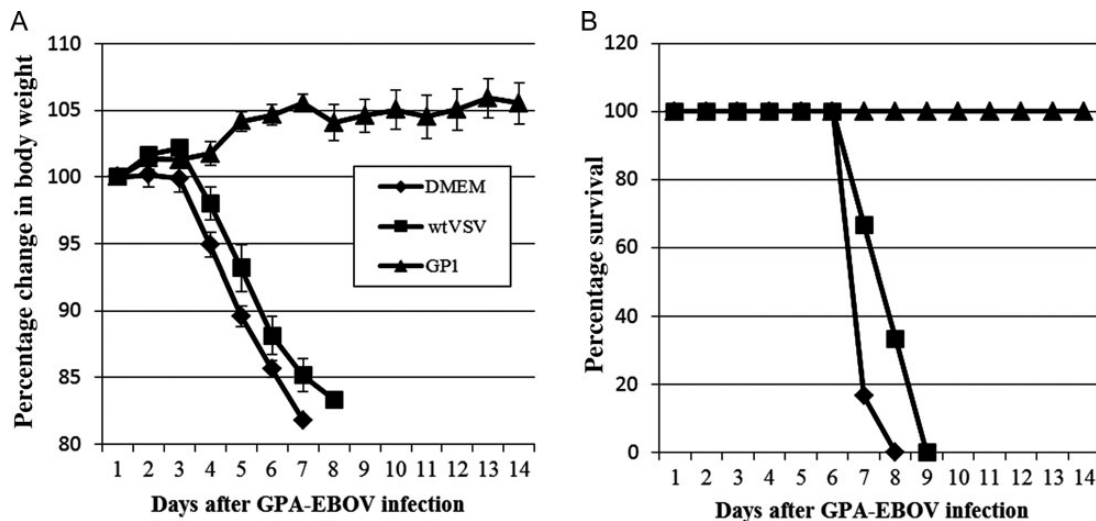 A
Percentage change in body weight
110
105
100
95
90
85
80
DMEM
wtVSV
GP1
1 2 3 4 5 6 7 8 9 10 11 12 13 14
Days after GPA-EBOV infection
B
Percentage survival
120
100
80
60
40
20
0
1 2 3 4 5 6 7 8 9 10 11 12 13 14
Days after GPA-EBOV infection